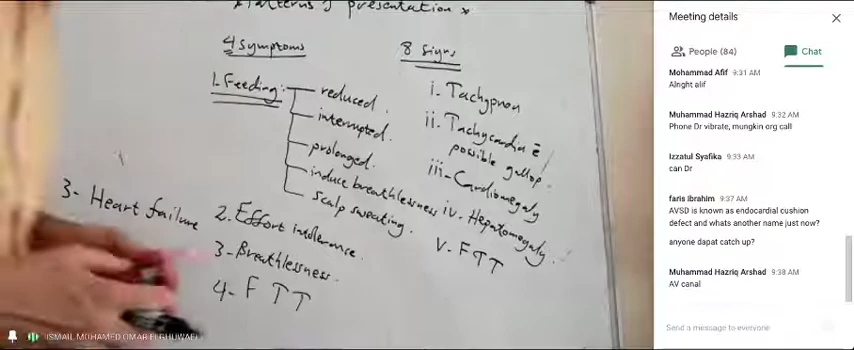 * Patterns of presentation *
4 symptoms
1. Feeding:
reduced.
interrupted.
prolonged.
induce breathlessness
scalp sweating.
2. Effort intolerance.
3- Breathlessness.
4- FTT
8 signs
i. Tachypnea
ii. Tachycardia ē
possible gallop.
iii- Cardiomegaly
iv. Hepatomegaly.
v. FTT
3- Heart failure
ISMAIL MOHAMED OMAR
Meeting details
People (84)
Chat
Mohammad Afif 9:31 AM
Alright alif
Muhammad Hazriq Arshad 9:32 AM
Phone Dr vibrate, mungkin org call
Izzatul Syafika 9:33 AM
can Dr
faris Ibrahim 9:37 AM
AVSD is known as endocardial cushion
defect and whats another name just now?
anyone dapat catch up?
Muhammad Hazriq Arshad 9:38 AM
AV canal
Send a message to everyone